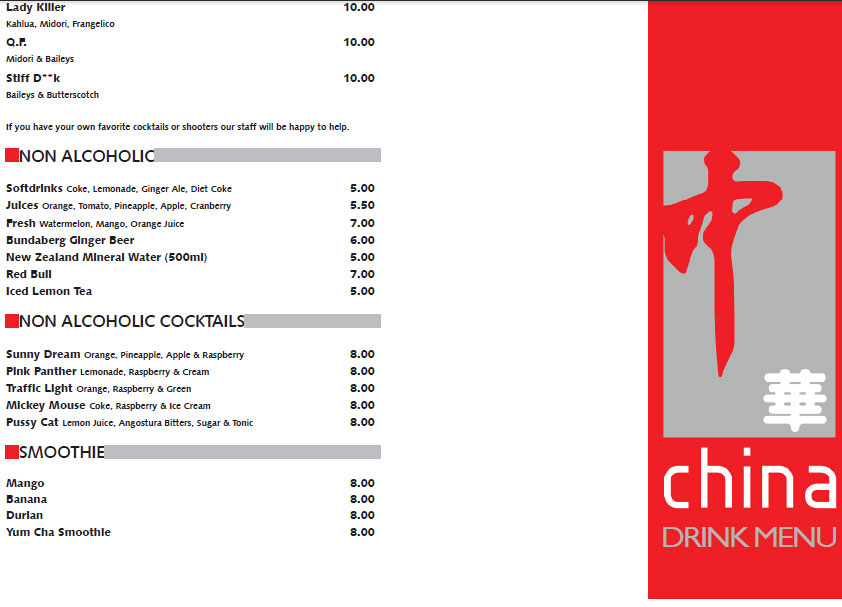 Lady Killer 10.00
Kahlua, Midori, Frangelico
Q.F. 10.00
Midori & Baileys
Stiff D**k 10.00
Baileys & Butterscotch
If you have your own favorite cocktails or shooters our staff will be happy to help.
NON ALCOHOLIC
Softdrinks Coke, Lemonade, Ginger Ale, Diet Coke 5.00
Juices Orange, Tomato, Pineapple, Apple, Cranberry 5.50
Fresh Watermelon, Mango, Orange Juice 7.00
Bundaberg Ginger Beer 6.00
New Zealand Mineral Water (500ml) 5.00
Red Bull 7.00
Iced Lemon Tea 5.00
NON ALCOHOLIC COCKTAILS
Sunny Dream Orange, Pineapple, Apple & Raspberry 8.00
Pink Panther Lemonade, Raspberry & Cream 8.00
Traffic Light Orange, Raspberry & Green 8.00
Mickey Mouse Coke, Raspberry & Ice Cream 8.00
Pussy Cat Lemon Juice, Angostura Bitters, Sugar & Tonic 8.00
SMOOTHIE
Mango 8.00
Banana 8.00
Durian 8.00
Yum Cha Smoothie 8.00
中
華
china
DRINK MENU